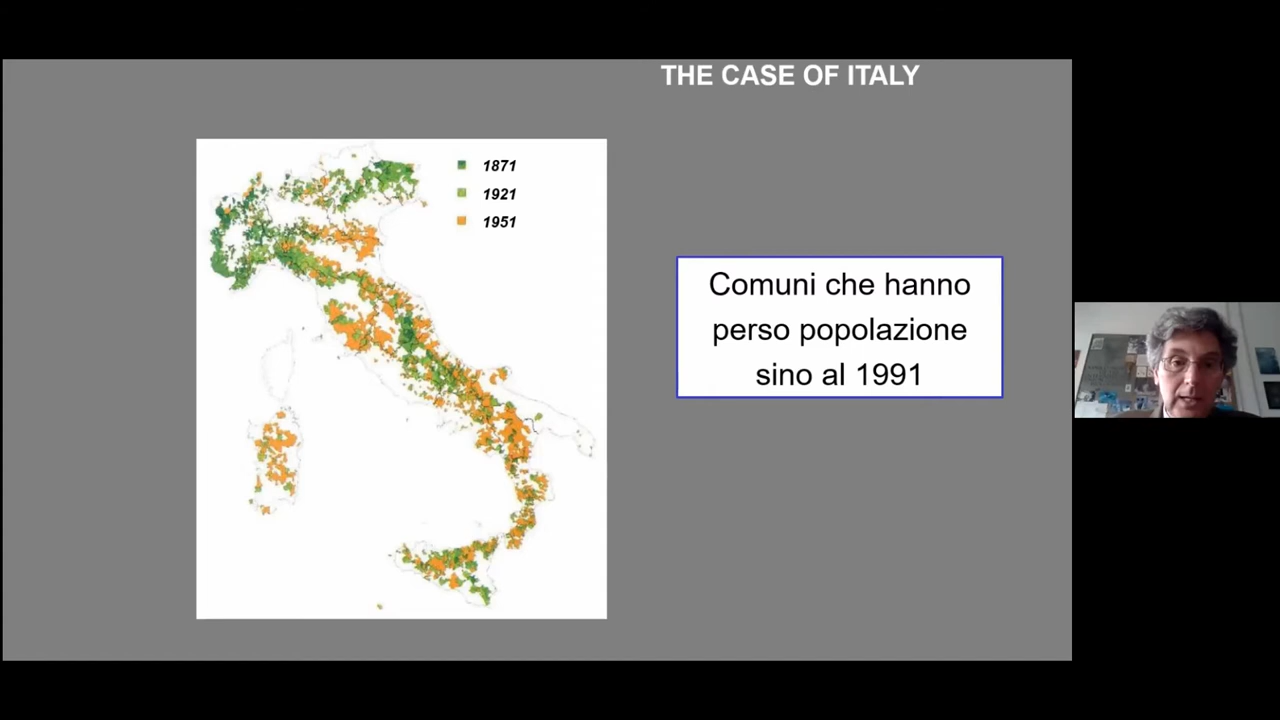 THE CASE OF ITALY
1871
1921
1951
Comuni che hanno
perso popolazione
sino al 1991